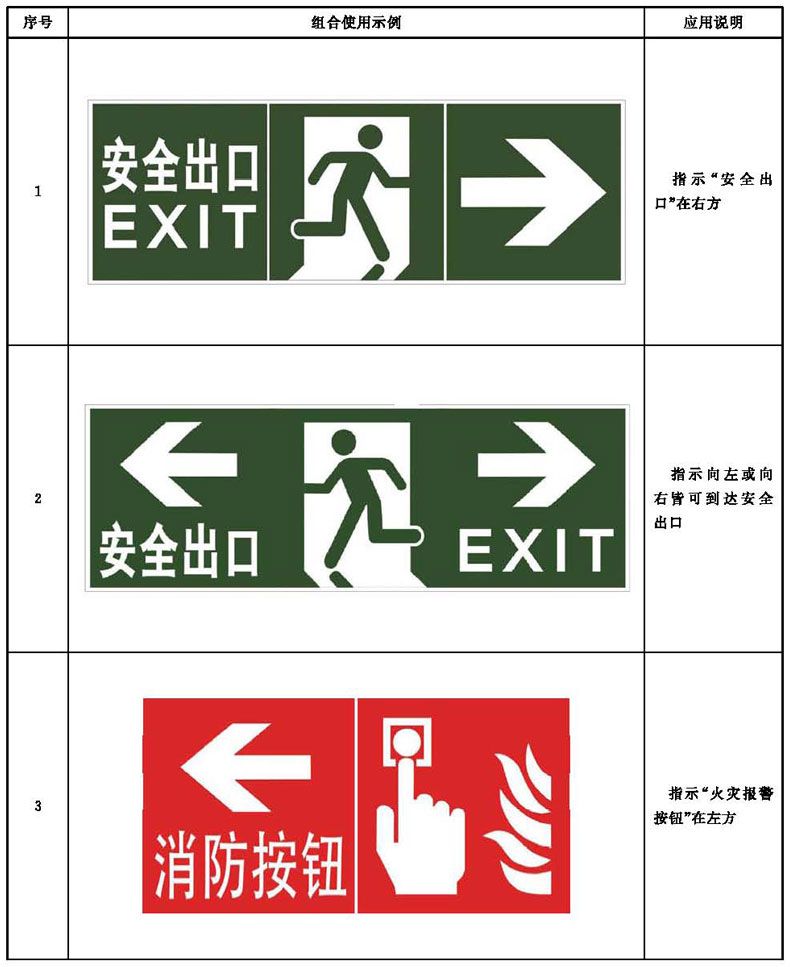 序号 组合使用示例 应用说明
1
安全出口
EXIT
指示“安全出
口”在右方
2
安全出口 EXIT
指示向左或向
右皆可到达安全
出口
3
消防按钮
指示“火灾报警
按钮”在左方